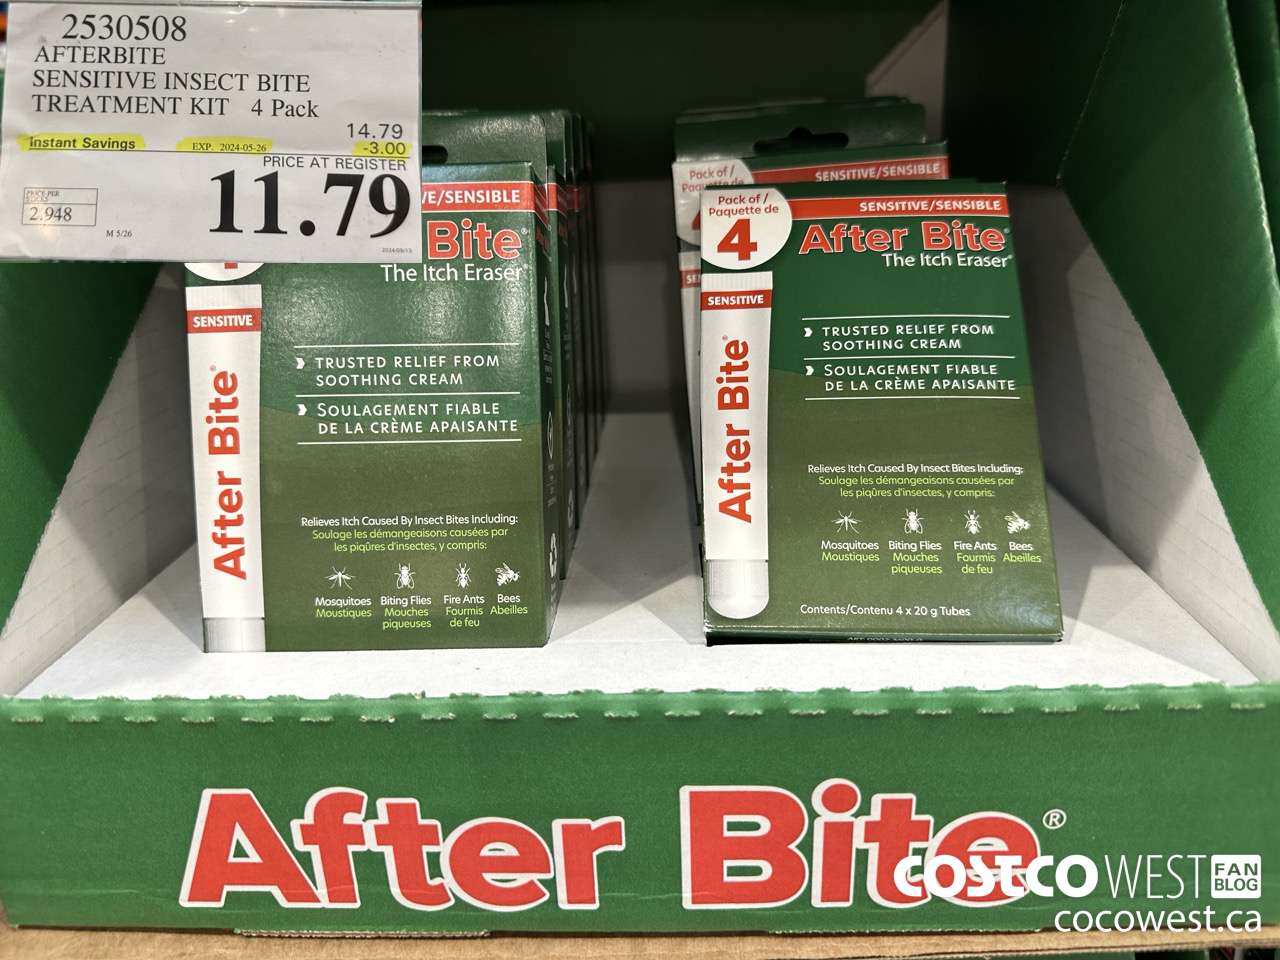 2530508
AFTERBITE
SENSITIVE INSECT BITE
TREATMENT KIT 4 Pack
14.79
Instant Savings EXP. 2024-05-26 -3.00
PRICE AT REGISTER
11.79
PRICE PER
2.948
M 5/26
VE/SENSIBLE
Bite
The Itch Eraser
SENSITIVE
After Bite®
TRUSTED RELIEF FROM
SOOTHING CREAM
SOULAGEMENT FIABLE
DE LA CRÈME APAISANTE
Relieves Itch Caused By Insect Bites Including:
Soulage les démangeaisons causées par
les piqûres d'insectes, y compris:
Mosquitoes Biting Flies Fire Ants Bees
Moustiques Mouches piqueuses Fourmis de feu Abeilles
Pack of /
SENSITIVE/SENSIBLE
Pack of /
Paquette de
4
SENSITIVE/SENSIBLE
After Bite®
The Itch Eraser®
SENSITIVE
After Bite®
TRUSTED RELIEF FROM
SOOTHING CREAM
SOULAGEMENT FIABLE
DE LA CRÈME APAISANTE
Relieves Itch Caused By Insect Bites Including:
Soulage les démangeaisons causées par
les piqûres d'insectes, y compris:
Mosquitoes Biting Flies Fire Ants Bees
Moustiques Mouches piqueuses Fourmis de feu Abeilles
Contents/Contenu 4 x 20 g Tubes
After Bite®
COSTCO WEST FAN BLOG
cocowest.ca